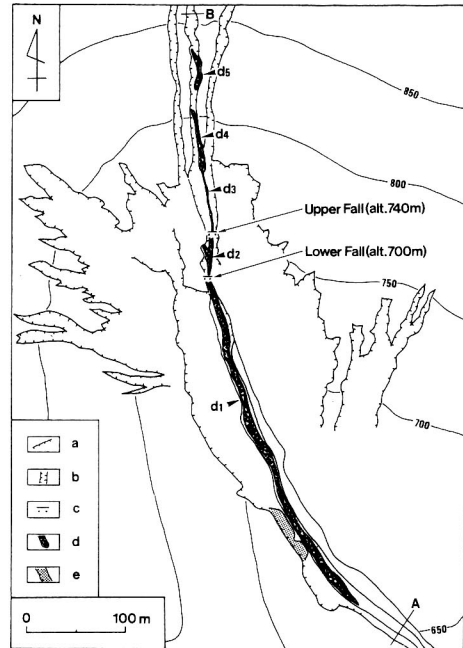 N
B
d5
850
d4
800
d3
Upper Fall (alt.740m)
d2
Lower Fall (alt.700m)
750
d1
700
a
b
c
d
e
0 100 m
A
650